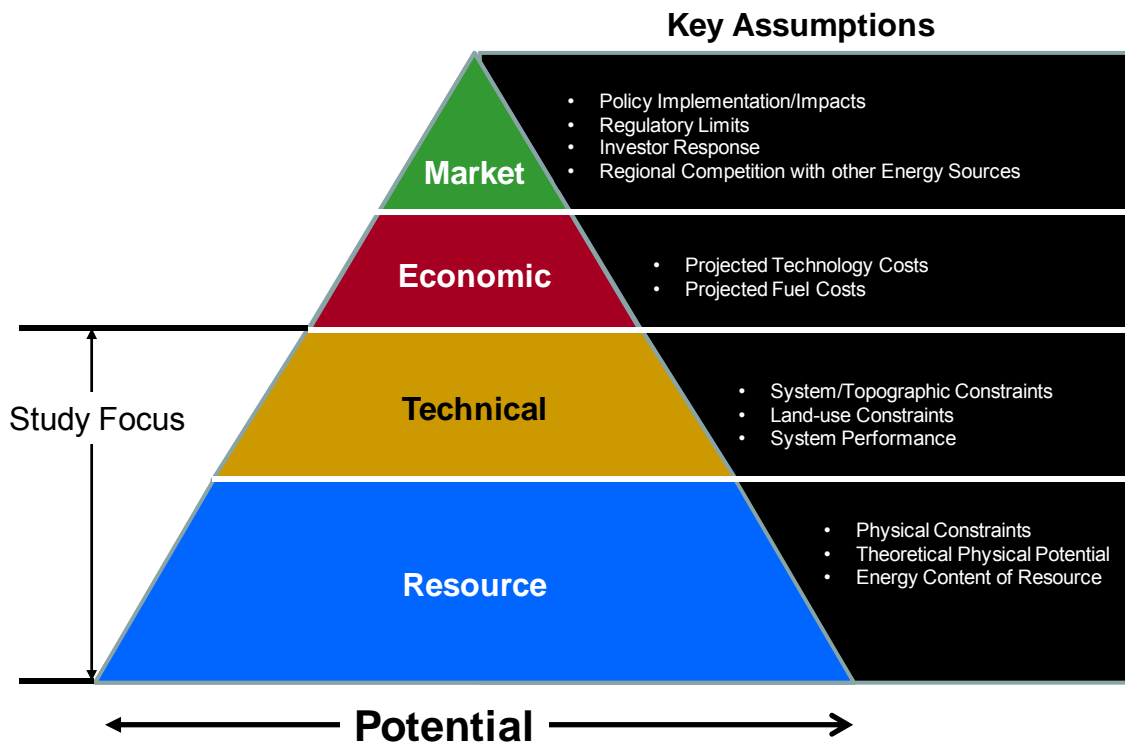 Key Assumptions
• Policy Implementation/Impacts
• Regulatory Limits
• Investor Response
• Regional Competition with other Energy Sources
Market
Economic
• Projected Technology Costs
• Projected Fuel Costs
Study Focus
Technical
• System/Topographic Constraints
• Land-use Constraints
• System Performance
Resource
• Physical Constraints
• Theoretical Physical Potential
• Energy Content of Resource
Potential